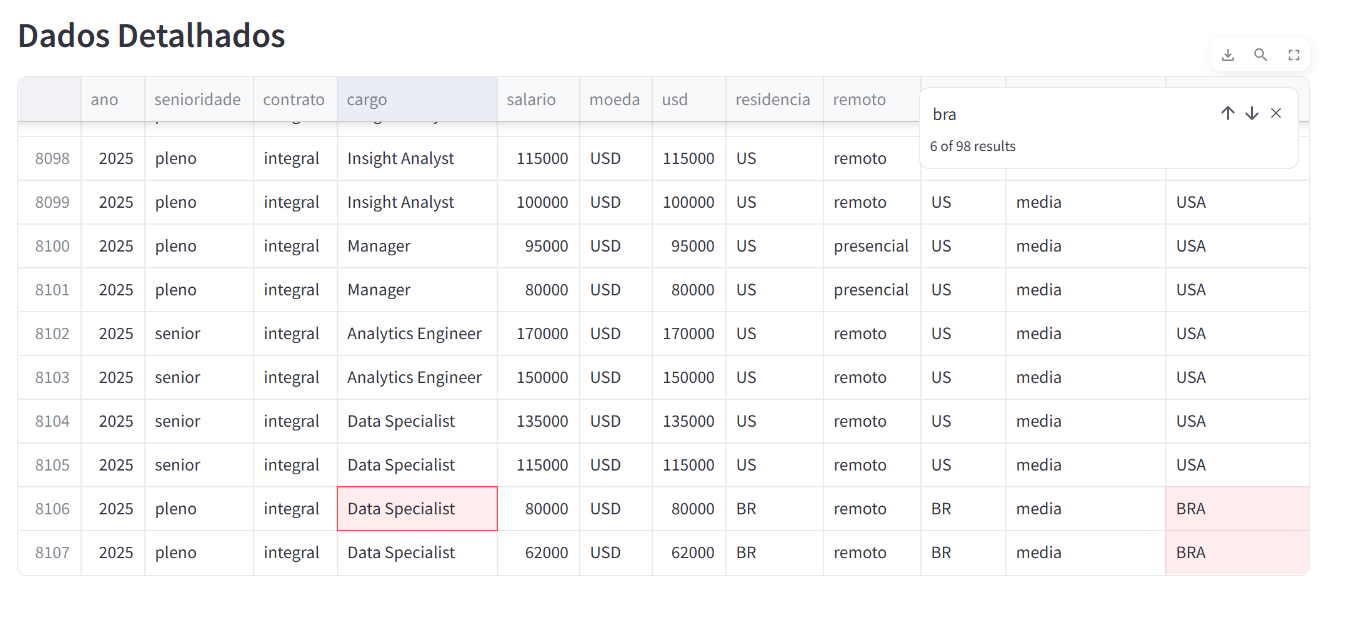 Dados Detalhados
ano senioridade contrato cargo salario moeda usd residencia remoto
bra
6 of 98 results
8098 2025 pleno integral Insight Analyst 115000 USD 115000 US remoto
8099 2025 pleno integral Insight Analyst 100000 USD 100000 US remoto US media USA
8100 2025 pleno integral Manager 95000 USD 95000 US presencial US media USA
8101 2025 pleno integral Manager 80000 USD 80000 US presencial US media USA
8102 2025 senior integral Analytics Engineer 170000 USD 170000 US remoto US media USA
8103 2025 senior integral Analytics Engineer 150000 USD 150000 US remoto US media USA
8104 2025 senior integral Data Specialist 135000 USD 135000 US remoto US media USA
8105 2025 senior integral Data Specialist 115000 USD 115000 US remoto US media USA
8106 2025 pleno integral Data Specialist 80000 USD 80000 BR remoto BR media BRA
8107 2025 pleno integral Data Specialist 62000 USD 62000 BR remoto BR media BRA